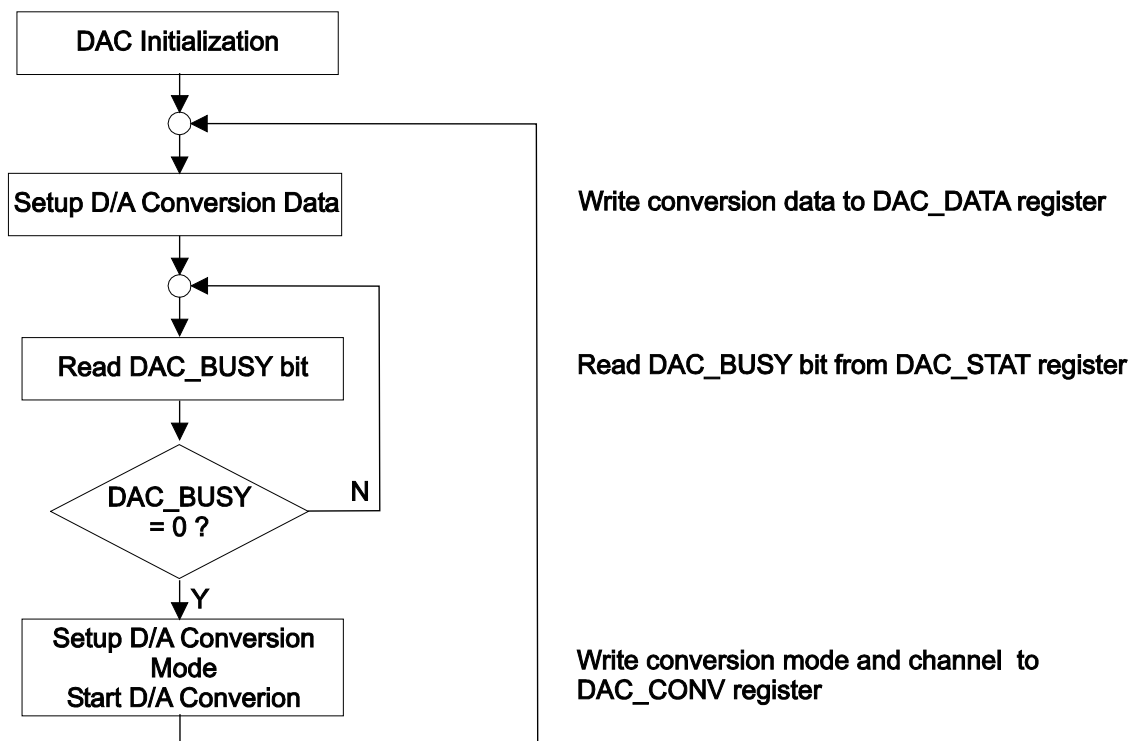 DAC Initialization
Setup D/A Conversion Data
Write conversion data to DAC_DATA register
Read DAC_BUSY bit
Read DAC_BUSY bit from DAC_STAT register
DAC_BUSY
= 0 ?
N
Y
Setup D/A Conversion
Mode
Start D/A Converion
Write conversion mode and channel to
DAC_CONV register